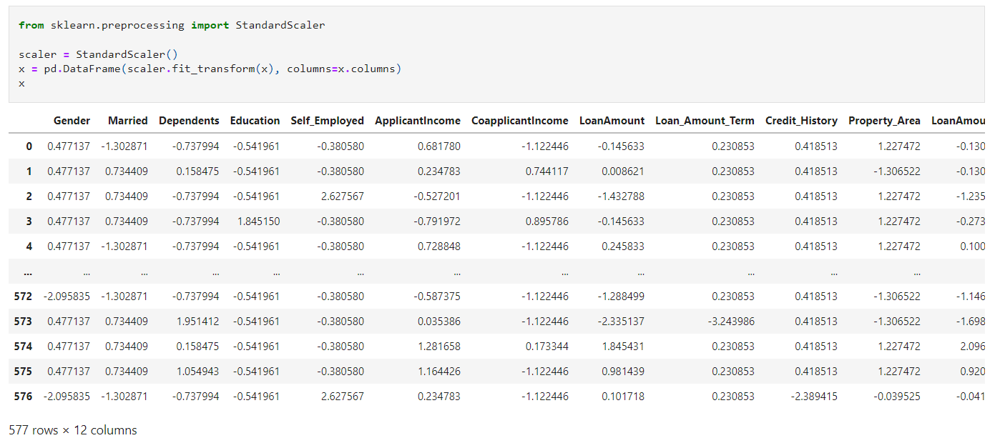 from sklearn.preprocessing import StandardScaler
scaler = StandardScaler()
x = pd.DataFrame(scaler.fit_transform(x), columns=x.columns)
x
Gender Married Dependents Education Self_Employed ApplicantIncome CoapplicantIncome LoanAmount Loan_Amount_Term Credit_History Property_Area LoanAmou
0 0.477137 -1.302871 -0.737994 -0.541961 -0.380580 0.681780 -1.122446 -0.145633 0.230853 0.418513 1.227472 -0.130
1 0.477137 0.734409 0.158475 -0.541961 -0.380580 0.234783 0.744117 0.008621 0.230853 0.418513 -1.306522 -0.130
2 0.477137 0.734409 -0.737994 -0.541961 2.627567 -0.527201 -1.122446 -1.432788 0.230853 0.418513 1.227472 -1.235
3 0.477137 0.734409 -0.737994 1.845150 -0.380580 -0.791972 0.895786 -0.145633 0.230853 0.418513 1.227472 -0.273
4 0.477137 -1.302871 -0.737994 -0.541961 -0.380580 0.728848 -1.122446 0.245833 0.230853 0.418513 1.227472 0.100
... ... ... ... ... ... ... ... ... ... ... ...
572 -2.095835 -1.302871 -0.737994 -0.541961 -0.380580 -0.587375 -1.122446 -1.288499 0.230853 0.418513 -1.306522 -1.146
573 0.477137 0.734409 1.951412 -0.541961 -0.380580 0.035386 -1.122446 -2.335137 -3.243986 0.418513 -1.306522 -1.698
574 0.477137 0.734409 0.158475 -0.541961 -0.380580 1.281658 0.173344 1.845431 0.230853 0.418513 1.227472 2.096
575 0.477137 0.734409 1.054943 -0.541961 -0.380580 1.164426 -1.122446 0.981439 0.230853 0.418513 1.227472 0.920
576 -2.095835 -1.302871 -0.737994 -0.541961 2.627567 0.234783 -1.122446 0.101718 0.230853 -2.389415 -0.039525 -0.041
577 rows × 12 columns